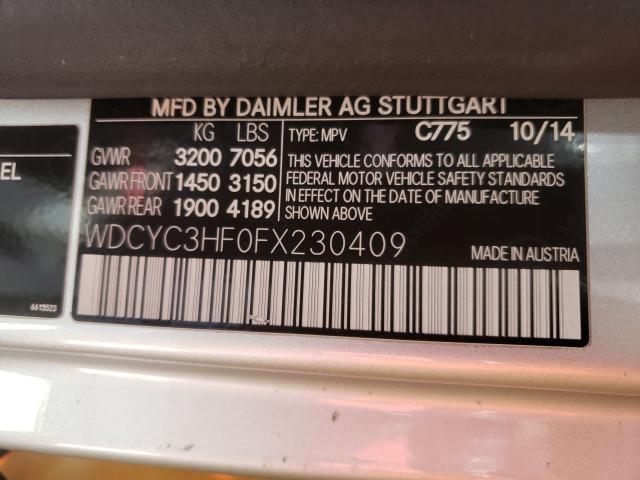 MFD BY DAIMLER AG STUTTGART
KG LBS TYPE: MPV C775 10/14
GVWR 3200 7056
GAWR FRONT 1450 3150
GAWR REAR 1900 4189
THIS VEHICLE CONFORMS TO ALL APPLICABLE
FEDERAL MOTOR VEHICLE SAFETY STANDARDS
IN EFFECT ON THE DATE OF MANUFACTURE
SHOWN ABOVE
WDCYC3HF0FX230409
MADE IN AUSTRIA
EL
6613523